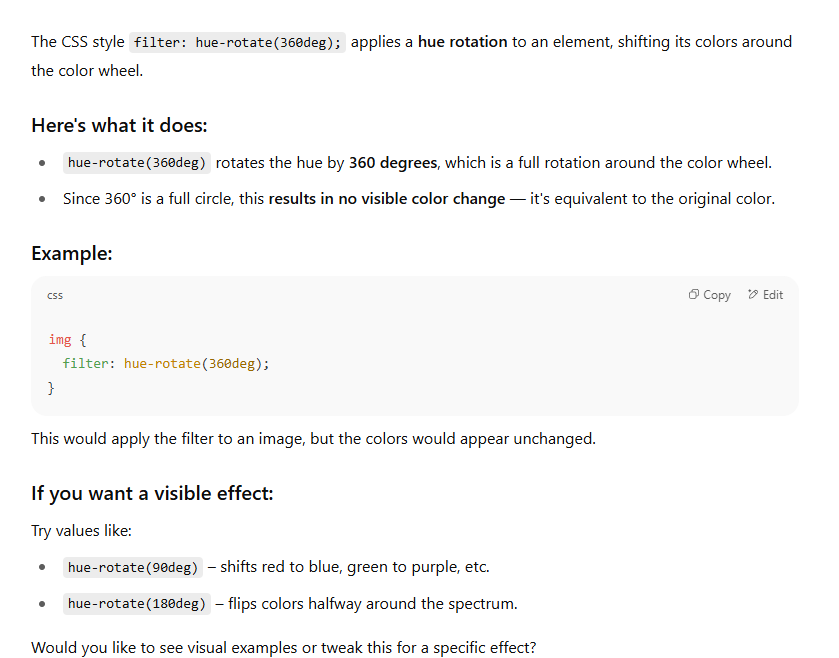 The CSS style filter: hue-rotate(360deg); applies a hue rotation to an element, shifting its colors around
the color wheel.
Here's what it does:
• hue-rotate(360deg) rotates the hue by 360 degrees, which is a full rotation around the color wheel.
• Since 360° is a full circle, this results in no visible color change — it's equivalent to the original color.
Example:
css Copy Edit
img {
  filter: hue-rotate(360deg);
}
This would apply the filter to an image, but the colors would appear unchanged.
If you want a visible effect:
Try values like:
• hue-rotate(90deg) – shifts red to blue, green to purple, etc.
• hue-rotate(180deg) – flips colors halfway around the spectrum.
Would you like to see visual examples or tweak this for a specific effect?